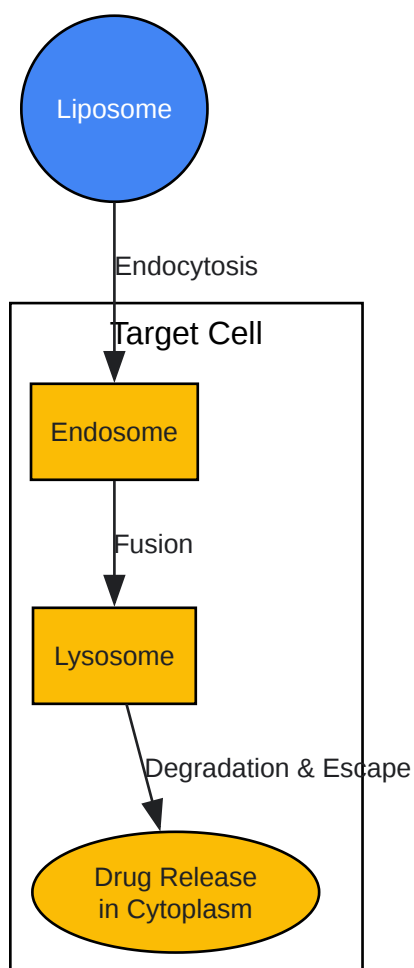 Liposome
Endocytosis
Target Cell
Endosome
Fusion
Lysosome
Degradation & Escape
Drug Release
in Cytoplasm